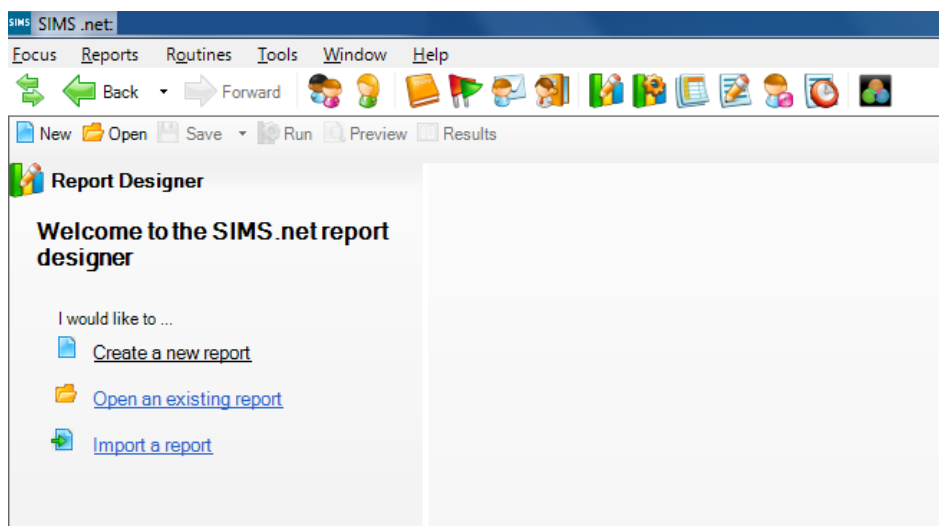 SIMS SIMS .net:
Focus Reports Routines Tools Window Help
Back Forward
New Open Save Run Preview Results
Report Designer
Welcome to the SIMS.net report
designer
I would like to ...
Create a new report
Open an existing report
Import a report